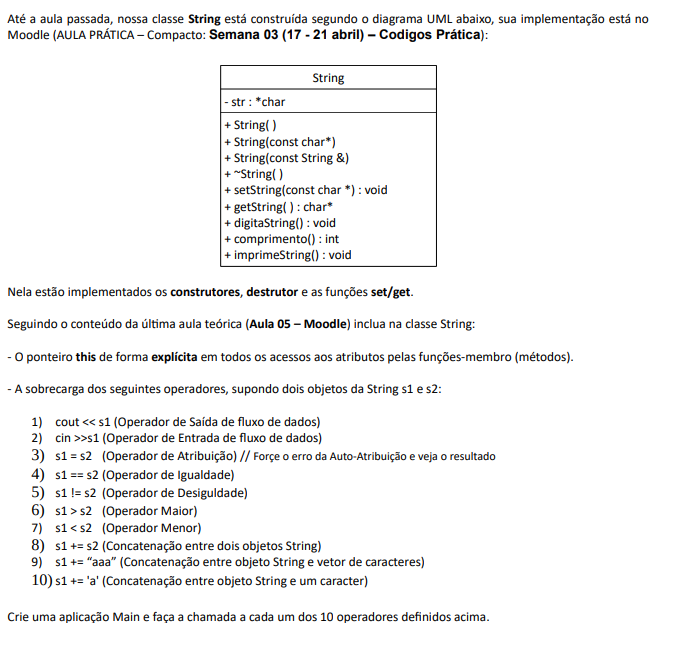 Até a aula passada, nossa classe String está construída segundo o diagrama UML abaixo, sua implementação está no
Moodle (AULA PRÁTICA – Compacto: Semana 03 (17 - 21 abril) – Codigos Prática):
String
- str : *char
+ String( )
+ String(const char*)
+ String(const String &)
+ ~String( )
+ setString(const char *) : void
+ getString( ) : char*
+ digitaString() : void
+ comprimento() : int
+ imprimeString() : void
Nela estão implementados os construtores, destrutor e as funções set/get.
Seguindo o conteúdo da última aula teórica (Aula 05 – Moodle) inclua na classe String:
- O ponteiro this de forma explícita em todos os acessos aos atributos pelas funções-membro (métodos).
- A sobrecarga dos seguintes operadores, supondo dois objetos da String s1 e s2:
1) cout << s1 (Operador de Saída de fluxo de dados)
2) cin >>s1 (Operador de Entrada de fluxo de dados)
3) s1 = s2 (Operador de Atribuição) // Forçe o erro da Auto-Atribuição e veja o resultado
4) s1 == s2 (Operador de Igualdade)
5) s1 != s2 (Operador de Desiguldade)
6) s1 > s2 (Operador Maior)
7) s1 < s2 (Operador Menor)
8) s1 += s2 (Concatenação entre dois objetos String)
9) s1 += “aaa” (Concatenação entre objeto String e vetor de caracteres)
10) s1 += 'a' (Concatenação entre objeto String e um caracter)
Crie uma aplicação Main e faça a chamada a cada um dos 10 operadores definidos acima.